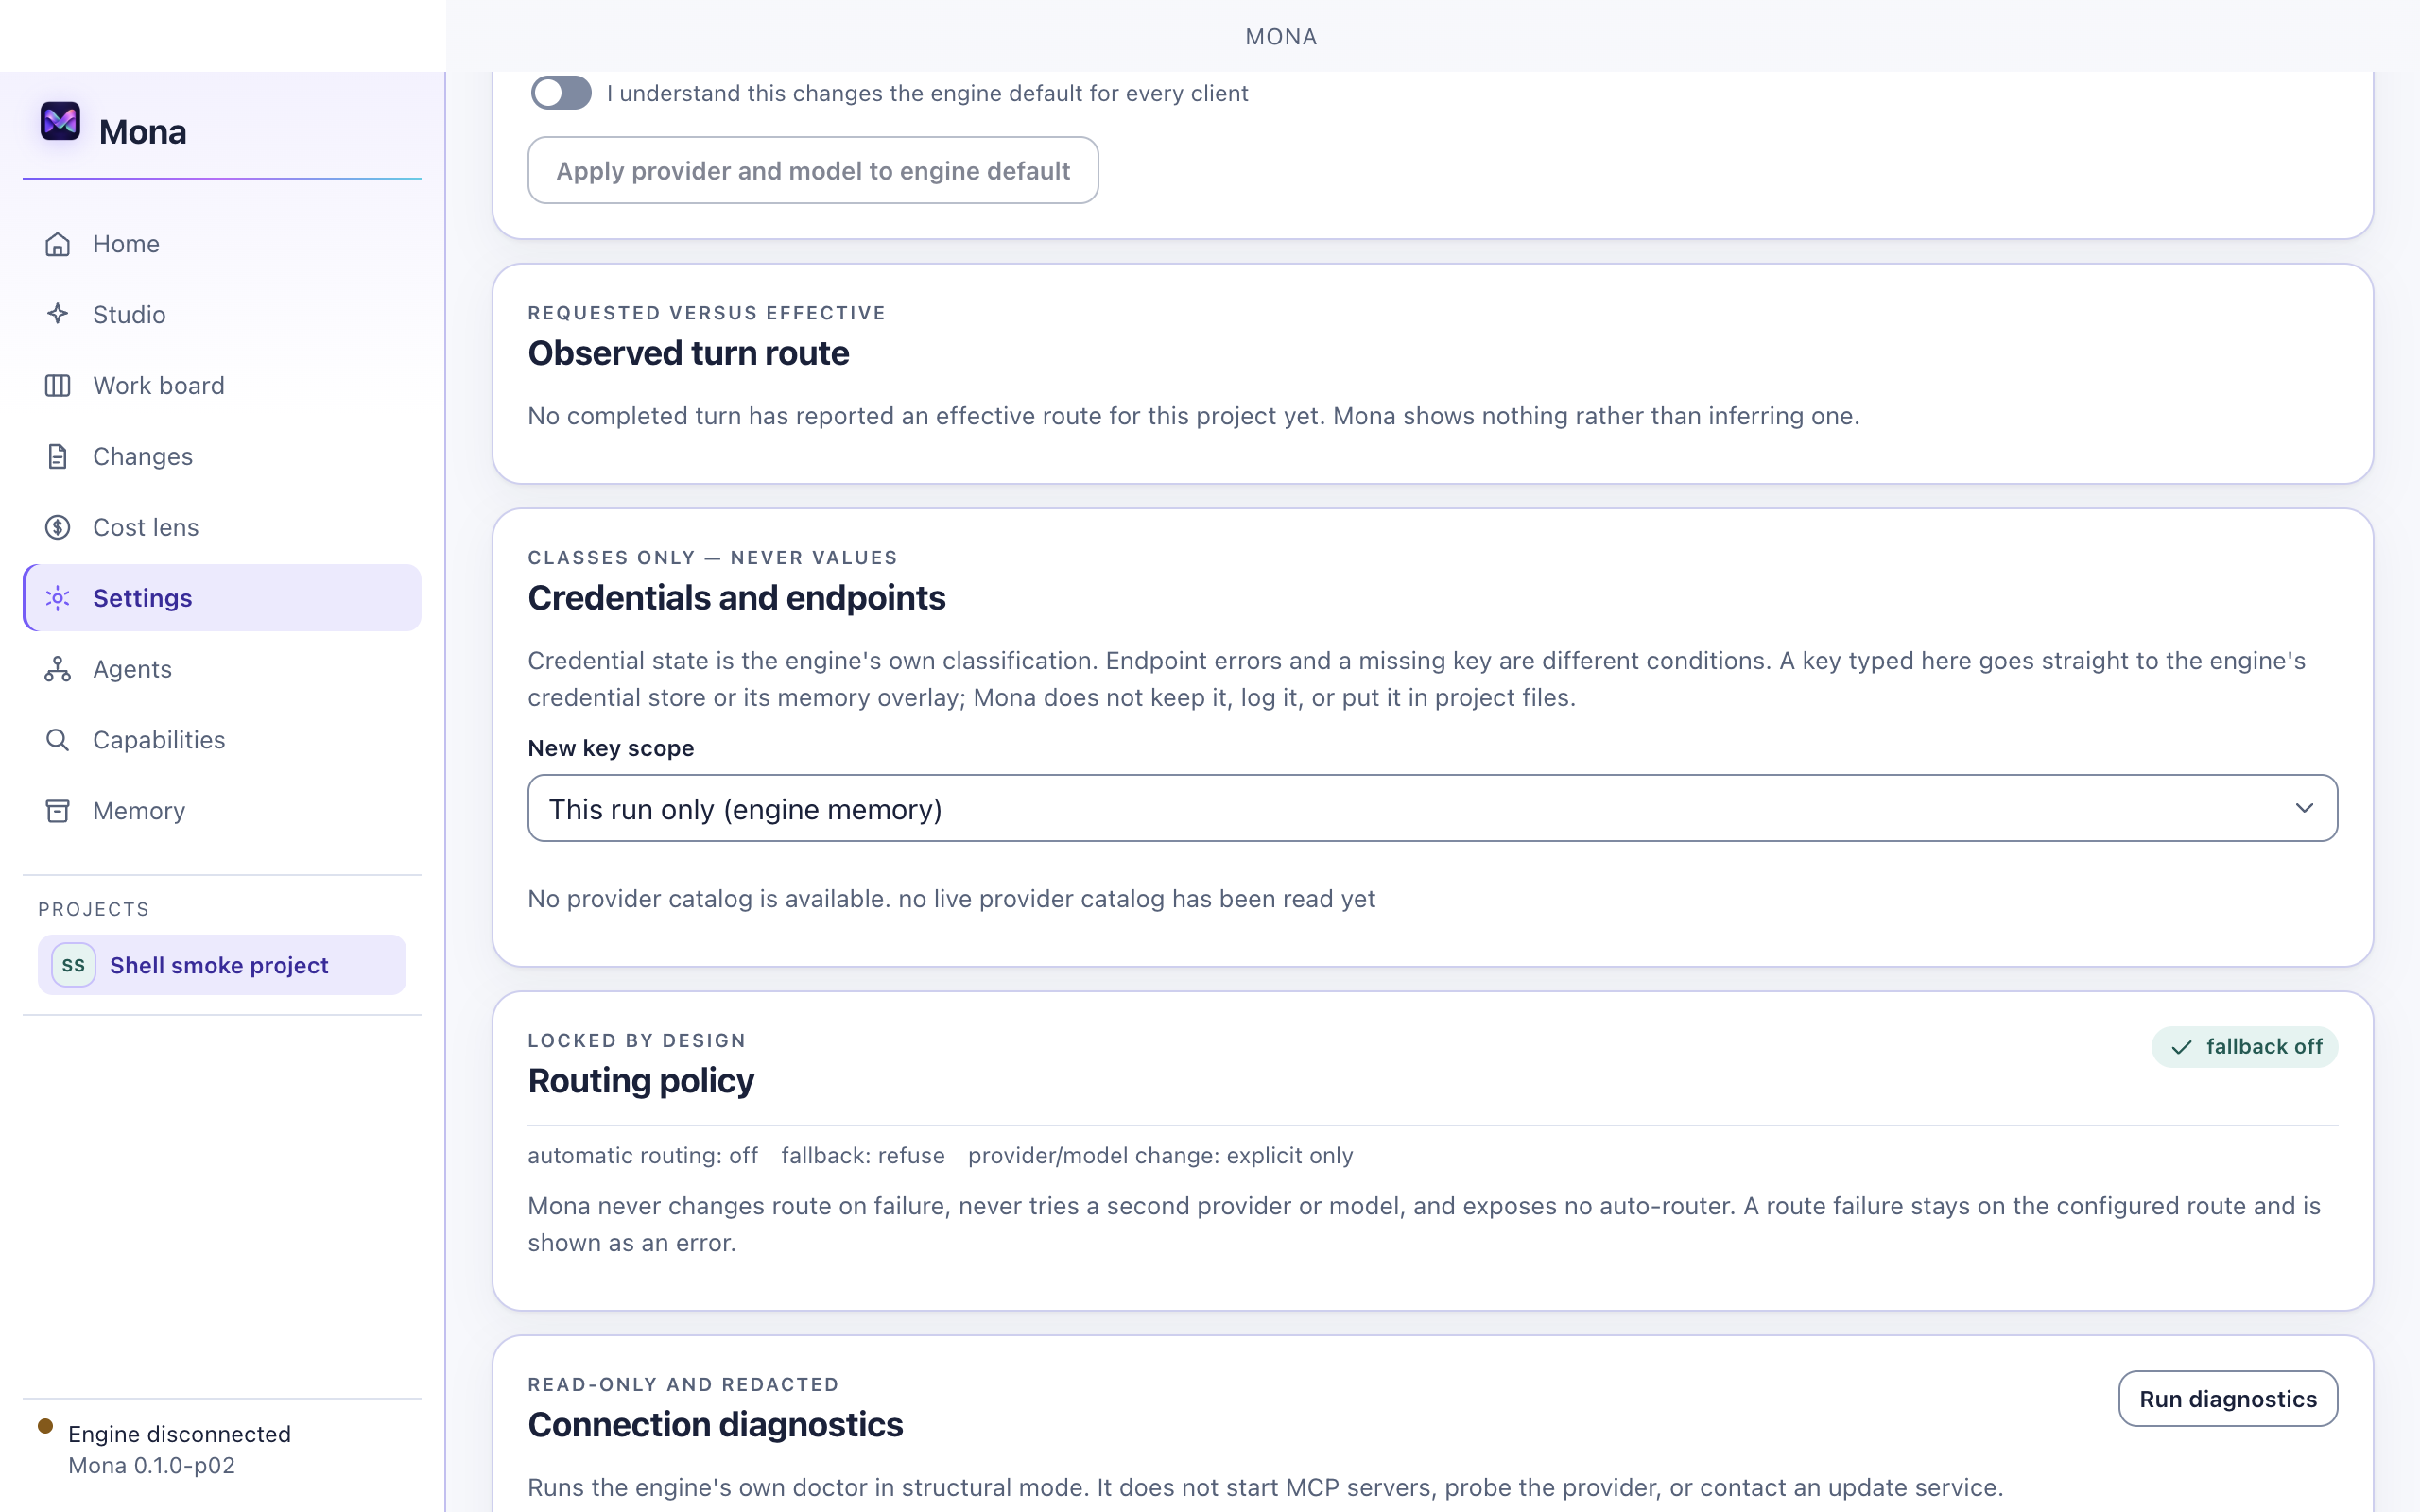 MONA
Mona
Home
Studio
Work board
Changes
Cost lens
Settings
Agents
Capabilities
Memory
PROJECTS
SS
Shell smoke project
Engine disconnected
Mona 0.1.0-p02
I understand this changes the engine default for every client
Apply provider and model to engine default
REQUESTED VERSUS EFFECTIVE
Observed turn route
No completed turn has reported an effective route for this project yet. Mona shows nothing rather than inferring one.
CLASSES ONLY — NEVER VALUES
Credentials and endpoints
Credential state is the engine's own classification. Endpoint errors and a missing key are different conditions. A key typed here goes straight to the engine's
credential store or its memory overlay; Mona does not keep it, log it, or put it in project files.
New key scope
This run only (engine memory)
No provider catalog is available. no live provider catalog has been read yet
LOCKED BY DESIGN
fallback off
Routing policy
automatic routing: off fallback: refuse provider/model change: explicit only
Mona never changes route on failure, never tries a second provider or model, and exposes no auto-router. A route failure stays on the configured route and is
shown as an error.
READ-ONLY AND REDACTED
Run diagnostics
Connection diagnostics
Runs the engine's own doctor in structural mode. It does not start MCP servers, probe the provider, or contact an update service.